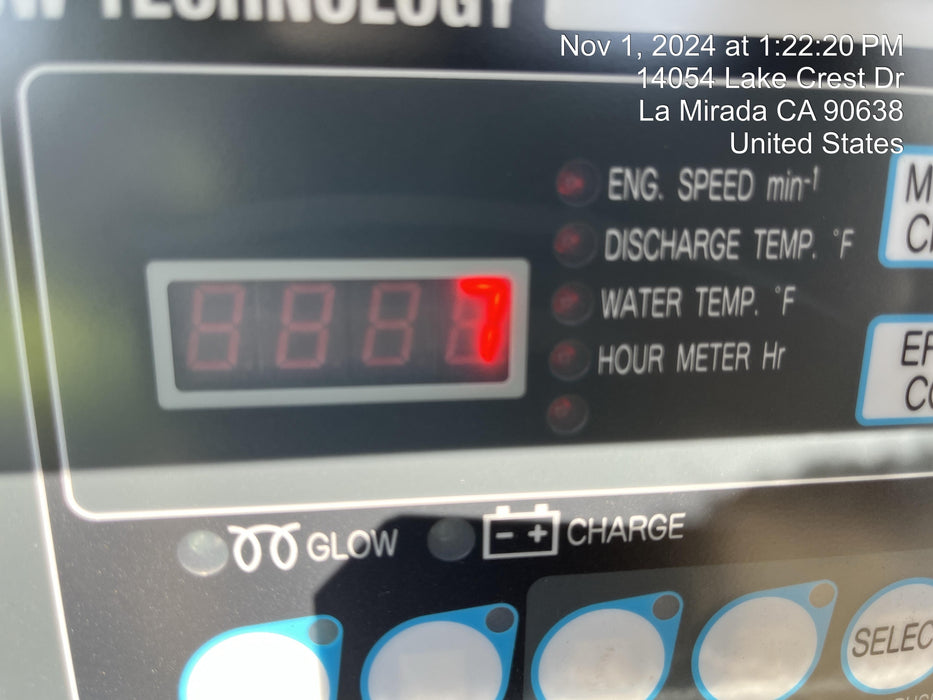 TECHNOLOGY
Nov 1, 2024 at 1:22:20 PM
14054 Lake Crest Dr
La Mirada CA 90638
United States
ENG. SPEED min-1
DISCHARGE TEMP. °F
WATER TEMP. °F
HOUR METER Hr
7
GLOW
- +
CHARGE